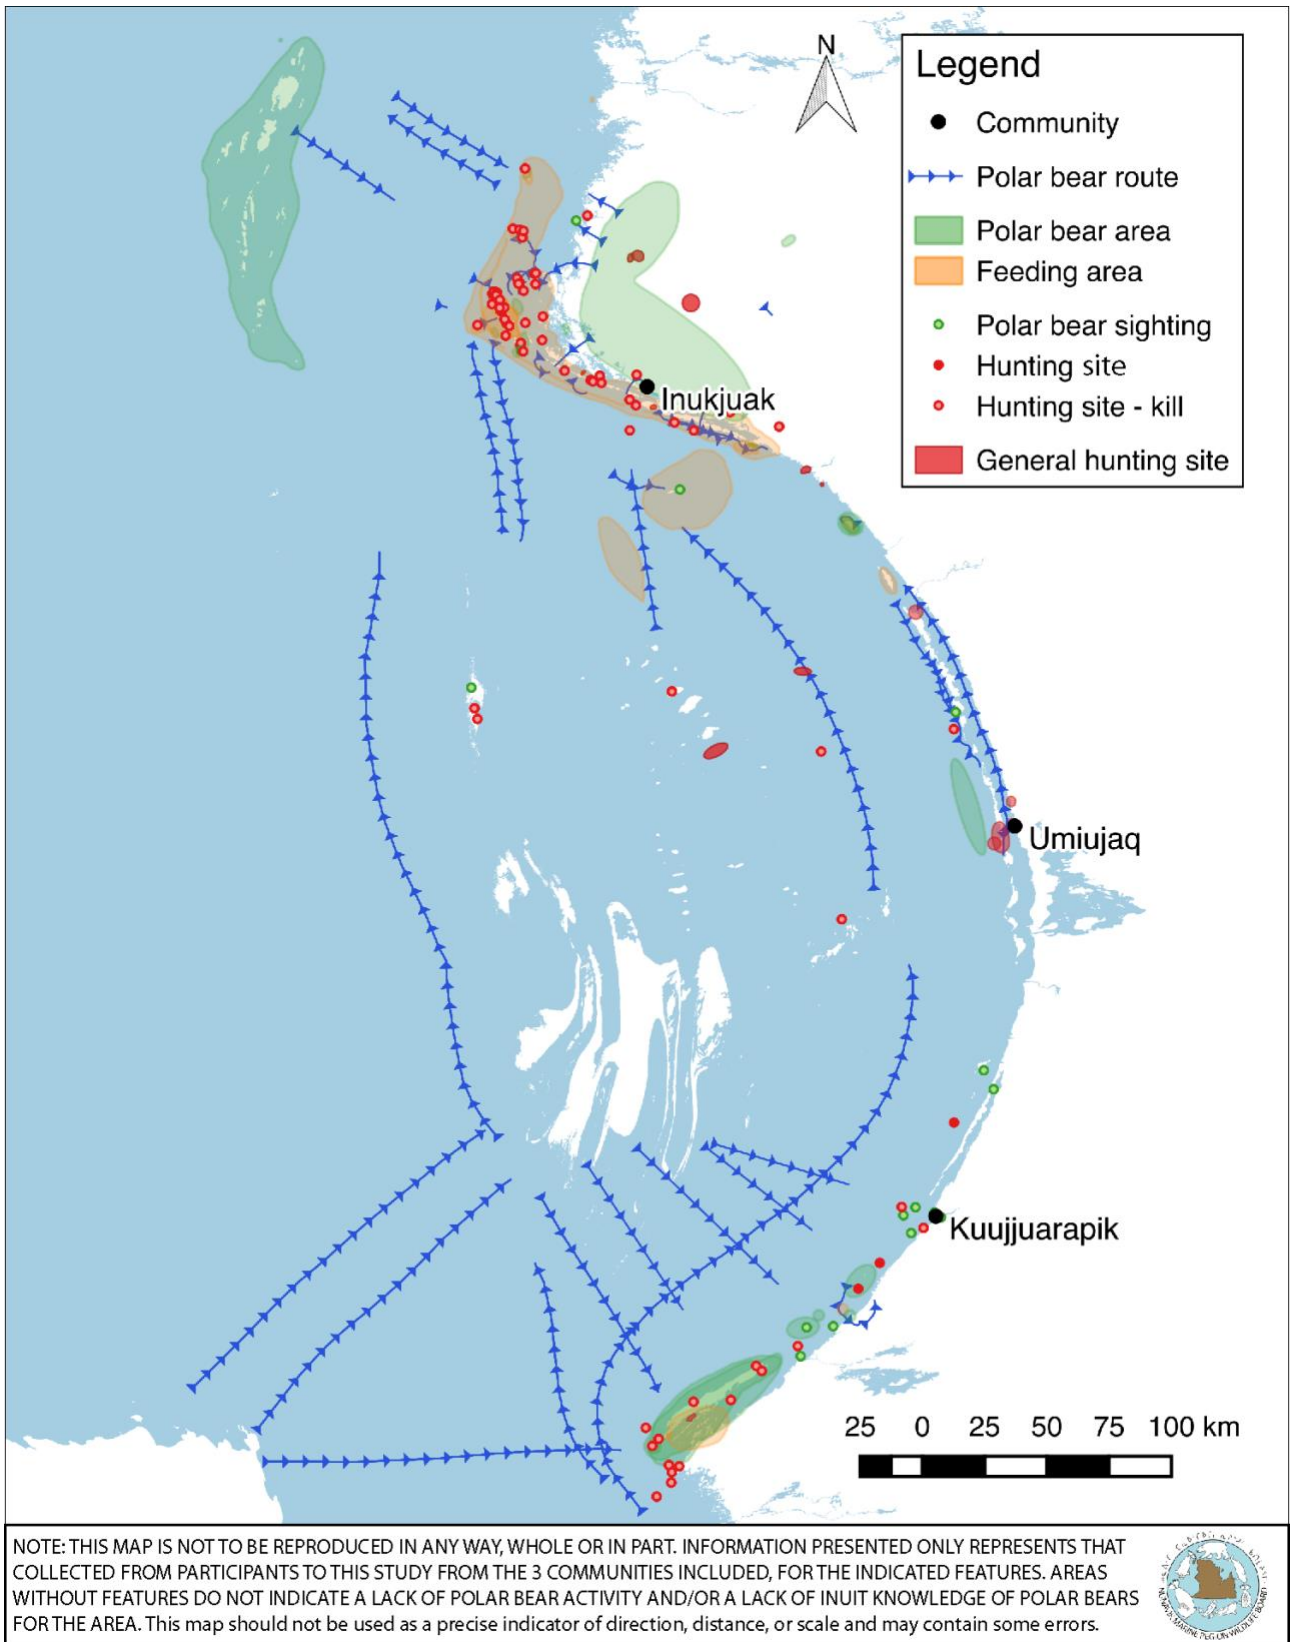 N
Legend
Community
Polar bear route
Polar bear area
Feeding area
Polar bear sighting
Hunting site
Hunting site - kill
General hunting site
Inukjuak
Umiujaq
Kuujjuarapik
25 0 25 50 75 100 km
NOTE: THIS MAP IS NOT TO BE REPRODUCED IN ANY WAY, WHOLE OR IN PART. INFORMATION PRESENTED ONLY REPRESENTS THAT
COLLECTED FROM PARTICIPANTS TO THIS STUDY FROM THE 3 COMMUNITIES INCLUDED, FOR THE INDICATED FEATURES. AREAS
WITHOUT FEATURES DO NOT INDICATE A LACK OF POLAR BEAR ACTIVITY AND/OR A LACK OF INUIT KNOWLEDGE OF POLAR BEARS
FOR THE AREA. This map should not be used as a precise indicator of direction, distance, or scale and may contain some errors.